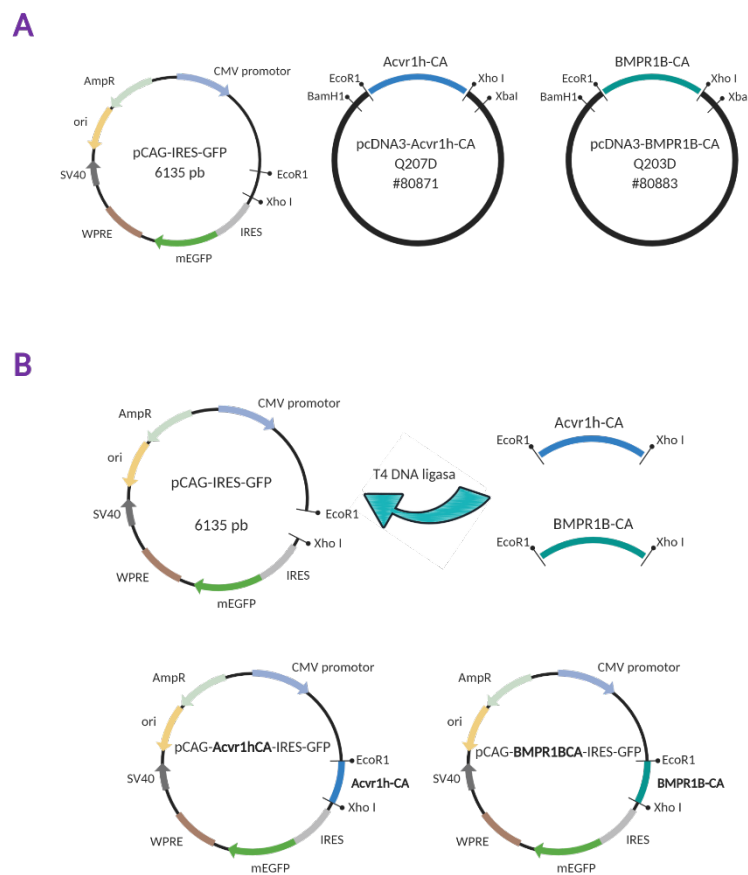 A
AmpR
CMV promotor
ori
pCAG-IRES-GFP
6135 pb
SV40
EcoR1
Xho I
WPRE
IRES
mEGFP
Acvr1h-CA
EcoR1
Xho I
BamH1
XbaI
pcDNA3-Acvr1h-CA
Q207D
#80871
BMPR1B-CA
EcoR1
Xho I
BamH1
Xba
pcDNA3-BMPR1B-CA
Q203D
#80883
B
AmpR
CMV promotor
ori
pCAG-IRES-GFP
6135 pb
SV40
EcoR1
Xho I
WPRE
IRES
mEGFP
T4 DNA ligasa
Acvr1h-CA
EcoR1
Xho I
BMPR1B-CA
EcoR1
Xho I
AmpR
CMV promotor
ori
pCAG-Acvr1hCA-IRES-GFP
SV40
EcoR1
Acvr1h-CA
Xho I
WPRE
IRES
mEGFP
AmpR
CMV promotor
ori
pCAG-BMPR1BCA-IRES-GFP
SV40
EcoR1
BMPR1B-CA
Xho I
WPRE
IRES
mEGFP